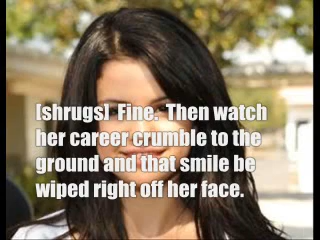 [shrugs]  Fine.  Then watch
her career crumble to the
ground and that smile be
wiped right off her face.